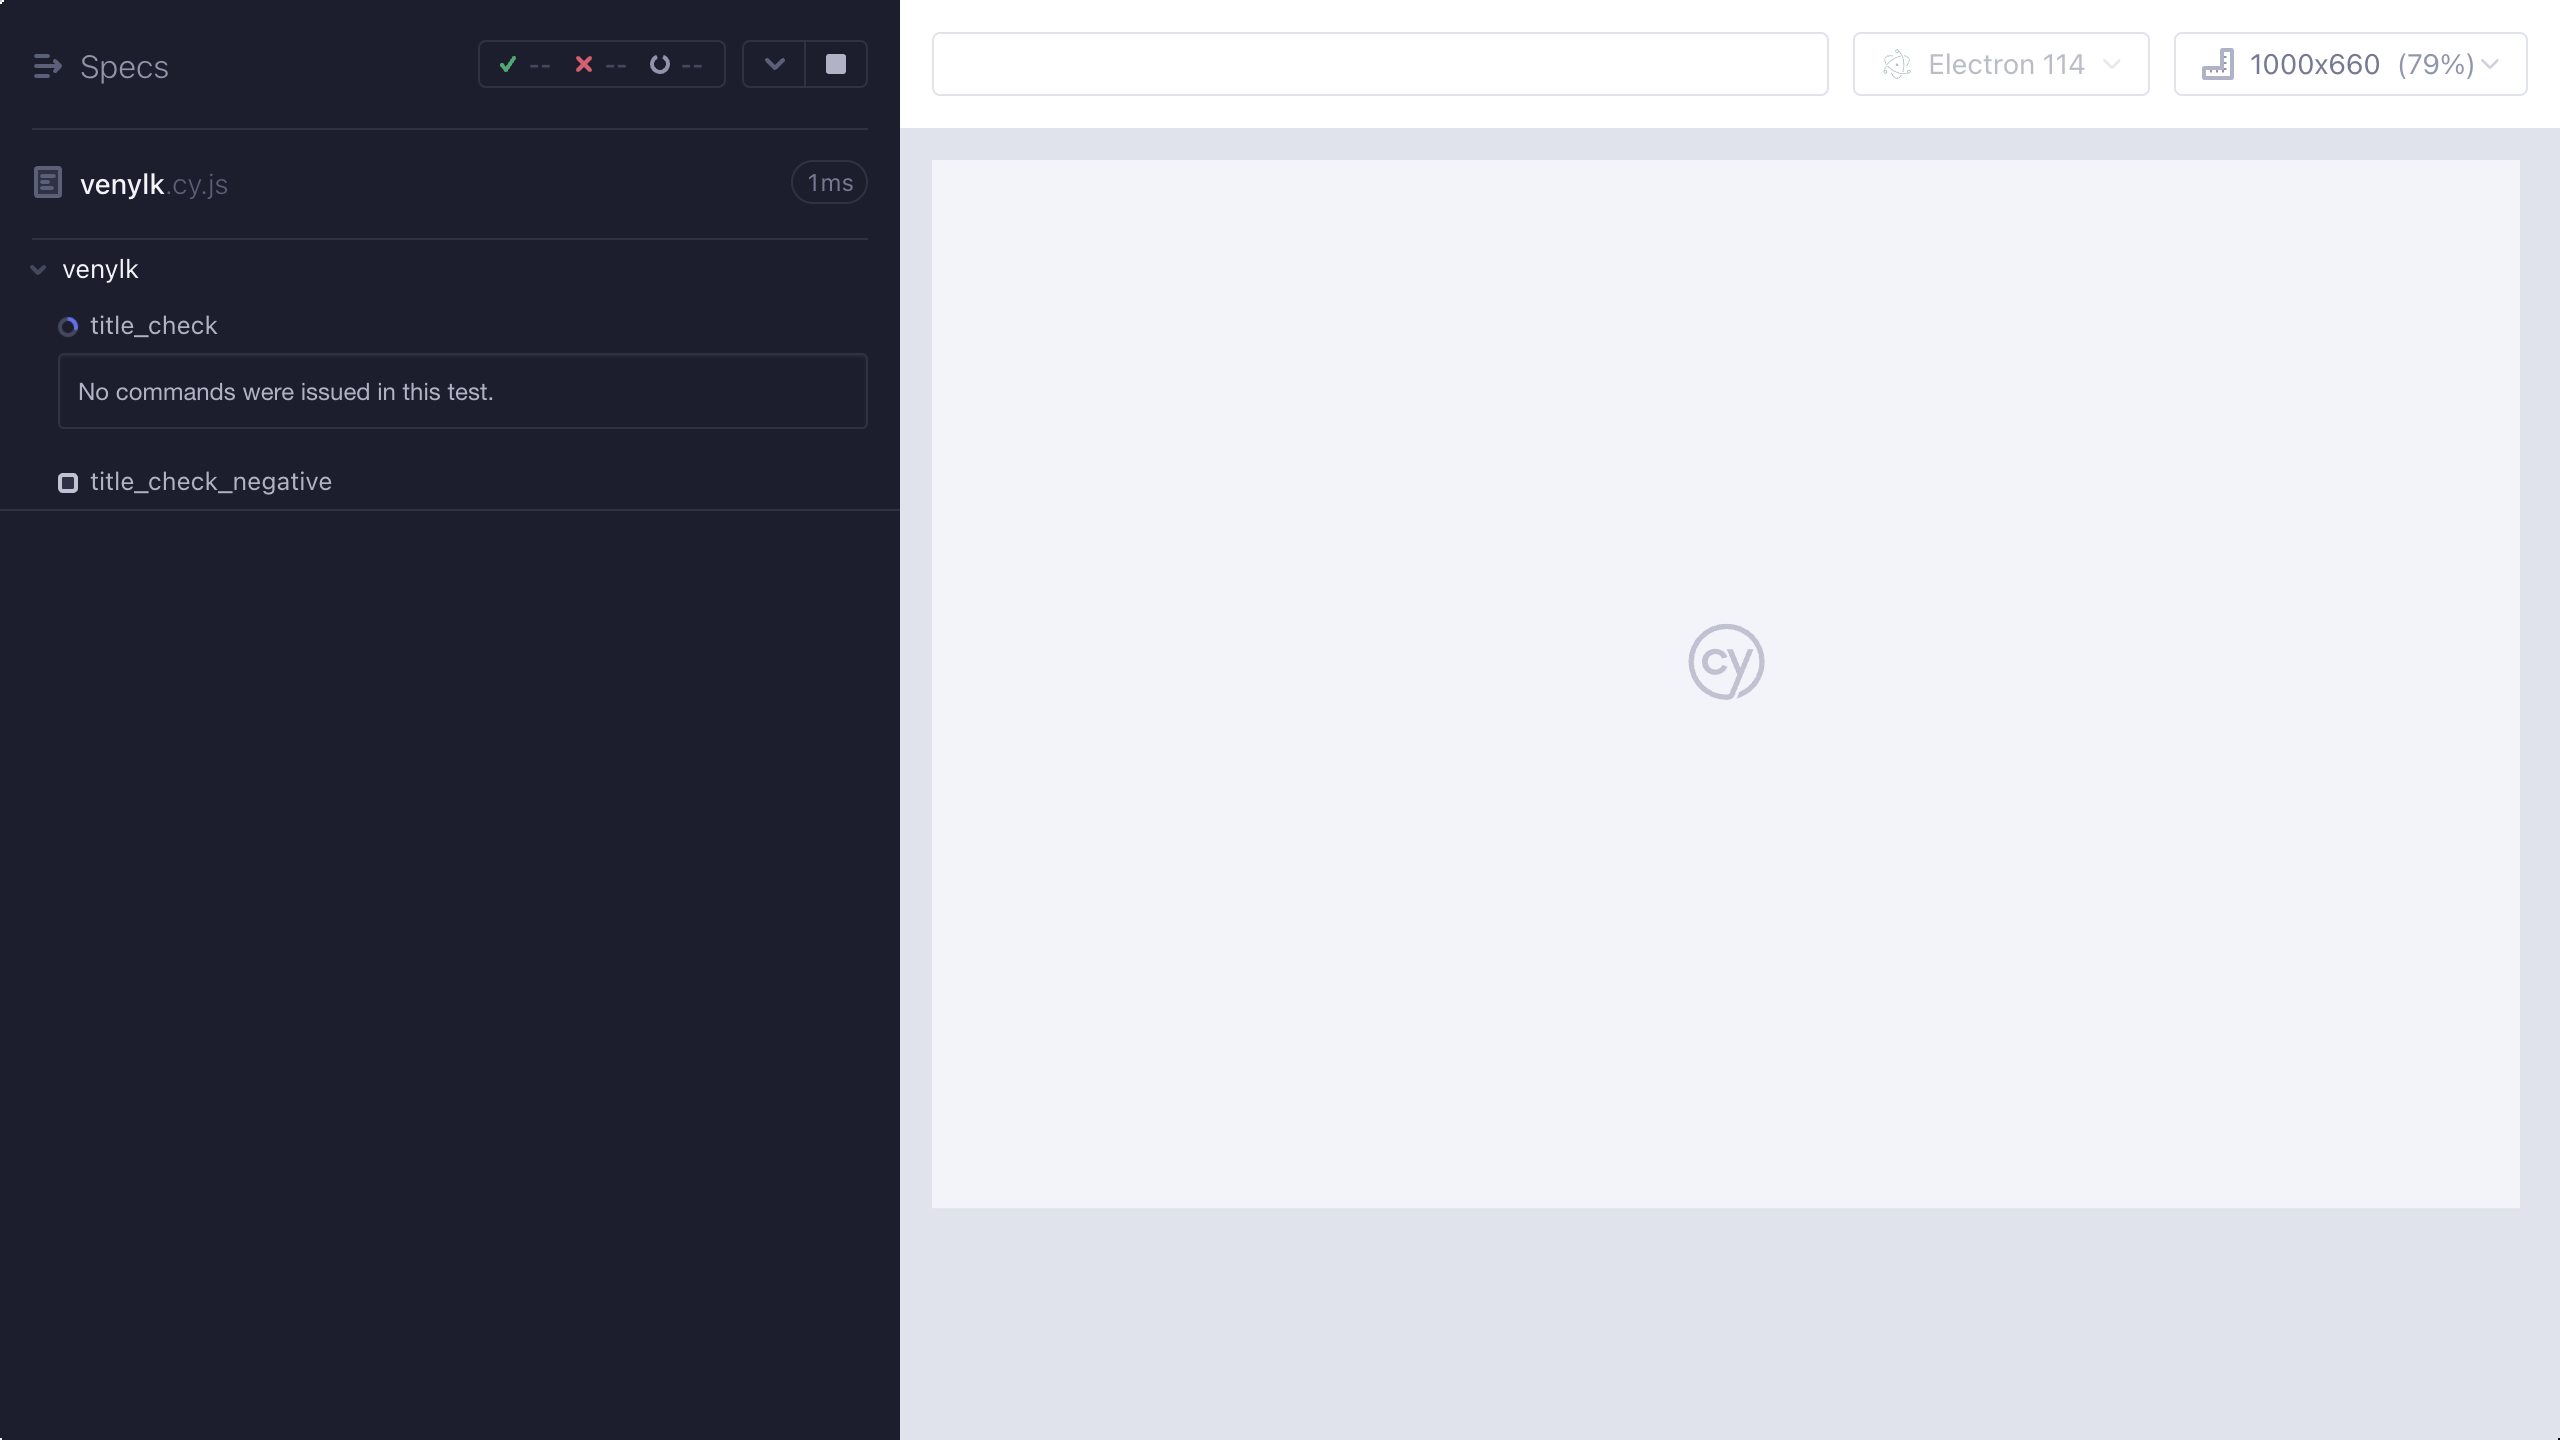 Specs
--
--
--
venylk.cy.js
1ms
venylk
title_check
No commands were issued in this test.
title_check_negative
Electron 114
1000x660 (79%)
cy